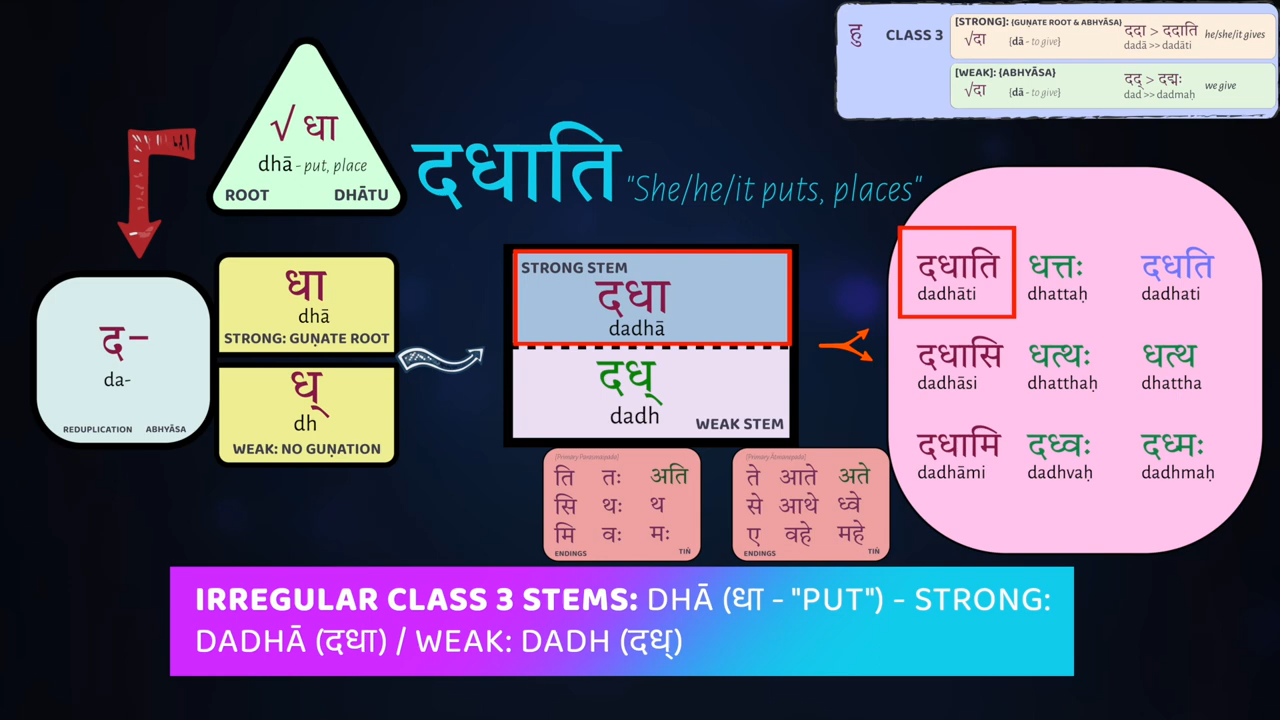 हु CLASS 3
[STRONG]: {GUṆATE ROOT & ABHYĀSA}
√दा {dā - to give} ददा > ददाति he/she/it gives
dadā >> dadāti
[WEAK]: {ABHYĀSA}
√दा {dā - to give} दद् > दद्मः we give
dad >> dadmaḥ
√ धा
dhā - put, place
ROOT DHĀTU
दधाति "She/he/it puts, places"
द–
da-
REDUPLICATION ABHYĀSA
धा
dhā
STRONG: GUṆATE ROOT
ध्
dh
WEAK: NO GUṆATION
STRONG STEM
दधा
dadhā
दध्
dadh
WEAK STEM
दधाति धत्तः दधति
dadhāti dhattaḥ dadhati
दधासि धत्थः धत्थ
dadhāsi dhatthaḥ dhattha
दधामि दध्वः दध्मः
dadhāmi dadhvaḥ dadhmaḥ
[Primary Parasmaipada]
ति तः अति
सि थः थ
मि वः मः
ENDINGS TIṄ
[Primary Ātmanepada]
ते आते अते
से आथे ध्वे
ए वहे महे
ENDINGS TIṄ
IRREGULAR CLASS 3 STEMS: DHĀ (धा - "PUT") - STRONG:
DADHĀ (दधा) / WEAK: DADH (दध्)